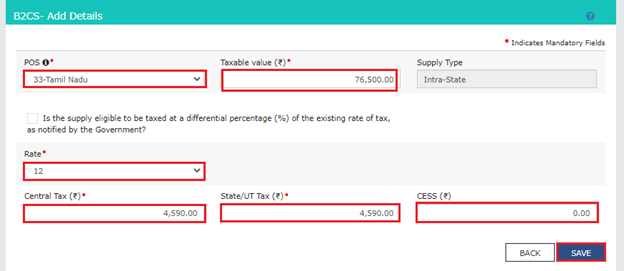 B2CS- Add Details
• Indicates Mandatory Fields
POS •
Taxable value (₹)•
Supply Type
33-Tamil Nadu
76,500.00
Intra-State
Is the supply eligible to be taxed at a differential percentage (%) of the existing rate of tax,
as notified by the Government?
Rate•
12
Central Tax (₹)•
State/UT Tax (₹)•
CESS (₹)
4,590.00
4,590.00
0.00
BACK
SAVE